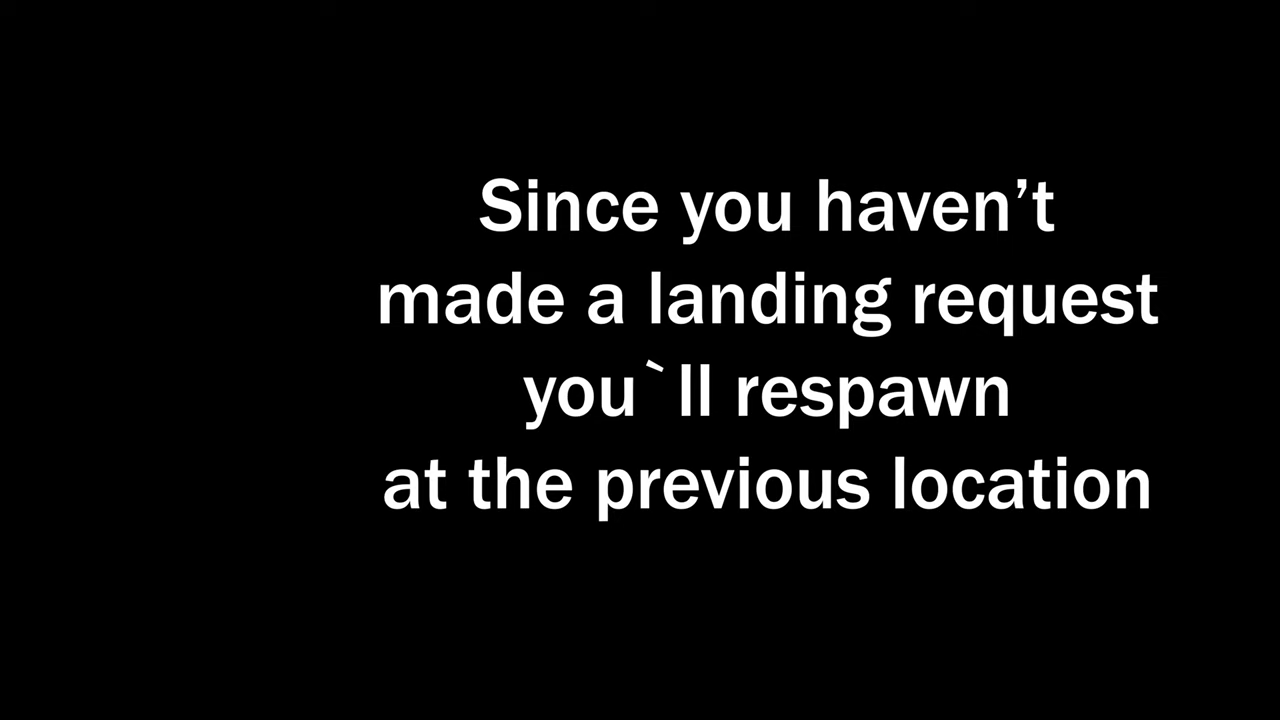 Since you haven’t
made a landing request
you`ll respawn
at the previous location